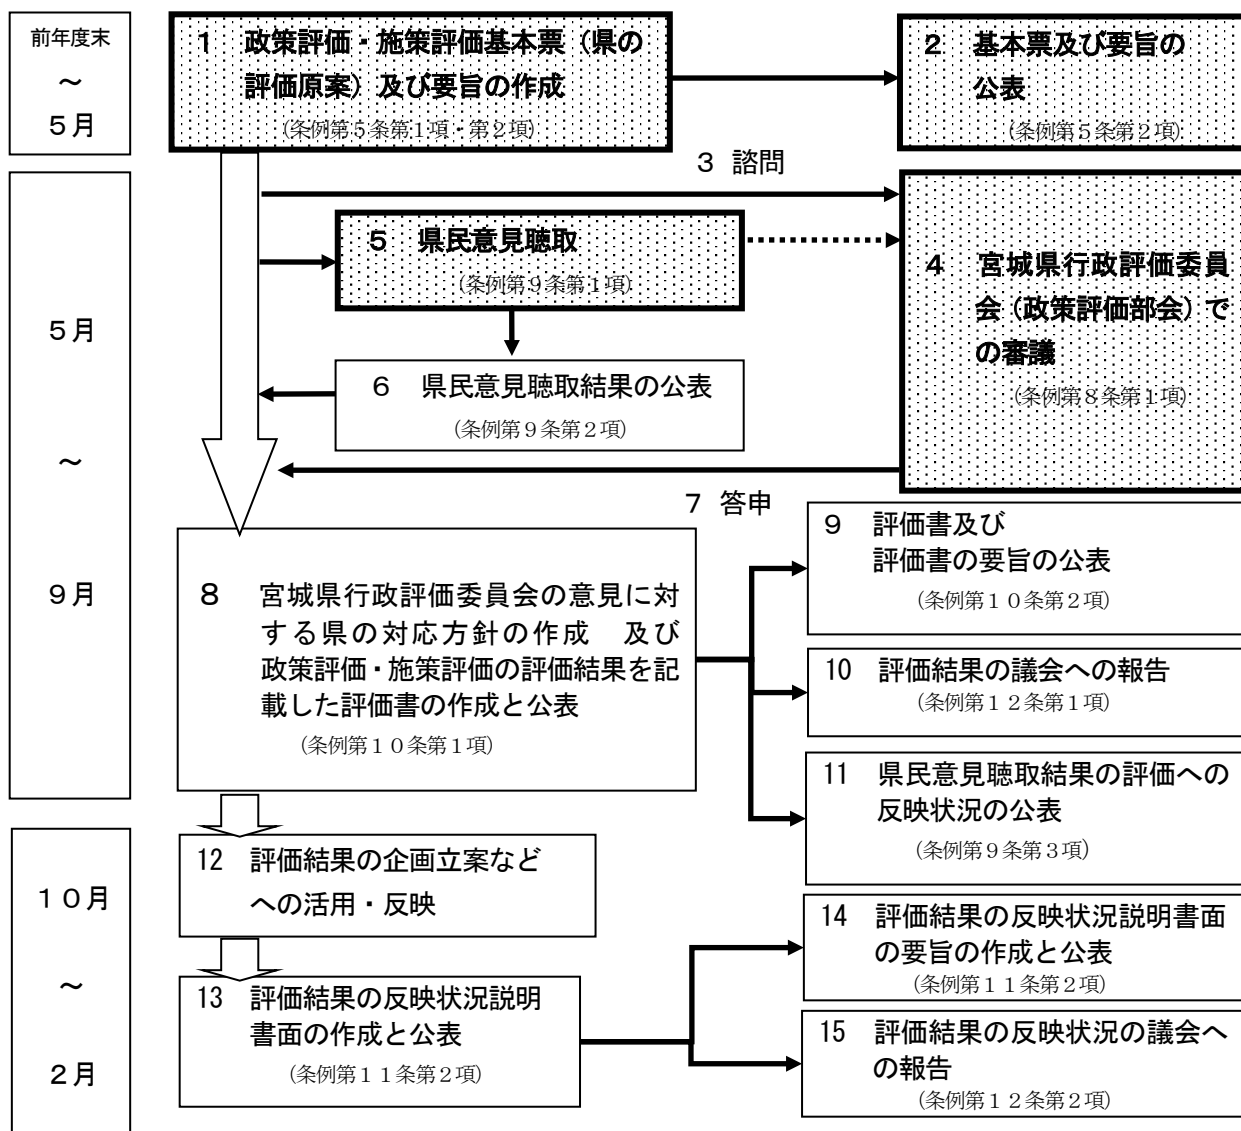 前年度末
～
５月
１　政策評価・施策評価基本票（県の
評価原案）及び要旨の作成
（条例第５条第１項・第２項）
２　基本票及び要旨の
公表
（条例第５条第２項）
３　諮問
５月
～
９月
５　県民意見聴取
（条例第９条第１項）
４　宮城県行政評価委員
会（政策評価部会）で
の審議
（条例第８条第１項）
６　県民意見聴取結果の公表
（条例第９条第２項）
７　答申
８　宮城県行政評価委員会の意見に対
する県の対応方針の作成　及び
政策評価・施策評価の評価結果を記
載した評価書の作成と公表
（条例第１０条第１項）
９　評価書及び
評価書の要旨の公表
（条例第１０条第２項）
10　評価結果の議会への報告
（条例第１２条第１項）
11　県民意見聴取結果の評価への
反映状況の公表
（条例第９条第３項）
１０月
～
２月
12　評価結果の企画立案など
への活用・反映
13　評価結果の反映状況説明
書面の作成と公表
（条例第１１条第２項）
14　評価結果の反映状況説明書面
の要旨の作成と公表
（条例第１１条第２項）
15　評価結果の反映状況の議会へ
の報告
（条例第１２条第２項）